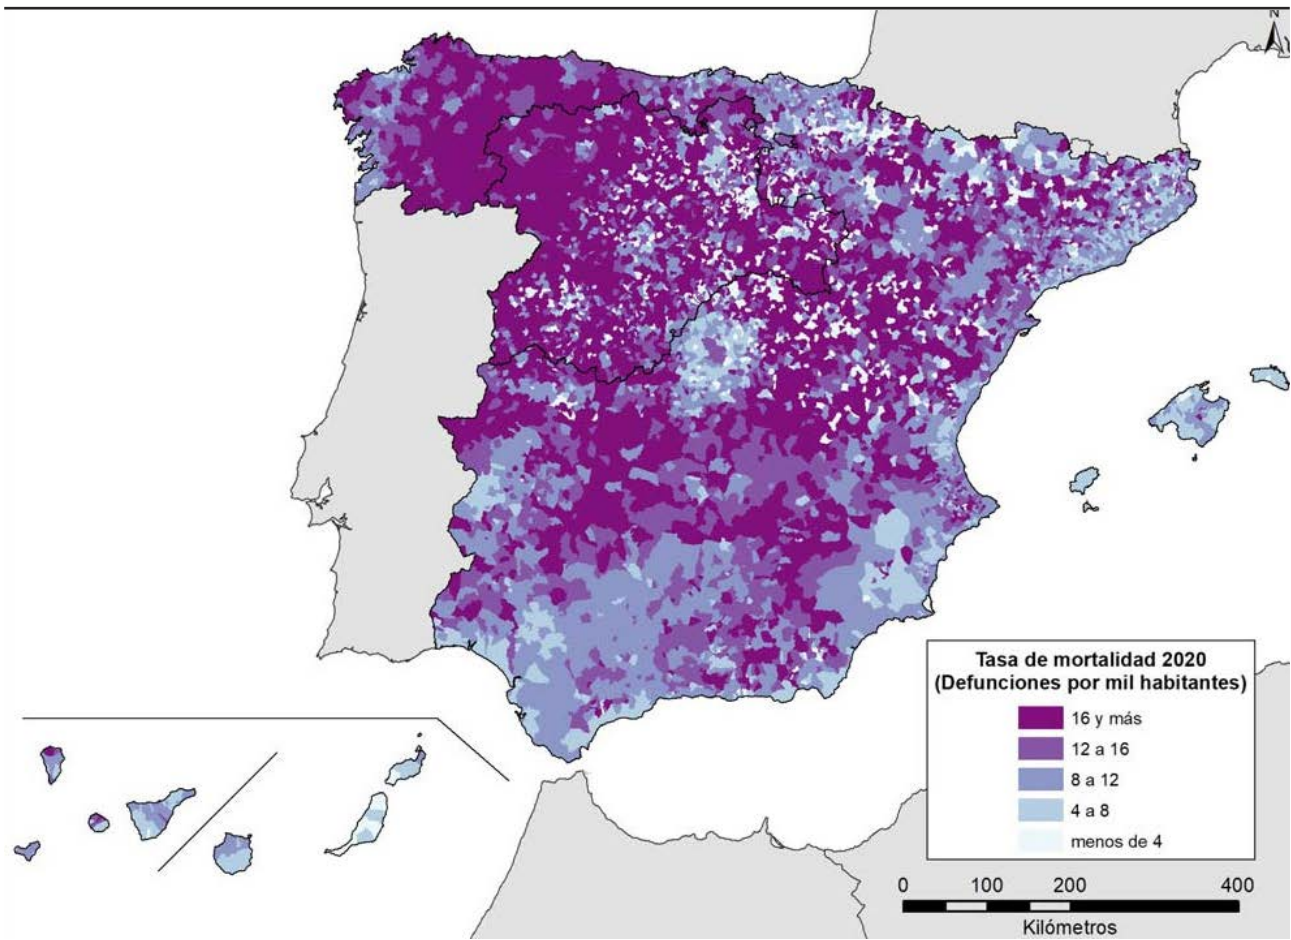 N
Tasa de mortalidad 2020
(Defunciones por mil habitantes)
16 y más
12 a 16
8 a 12
4 a 8
menos de 4
0 100 200 400
Kilómetros